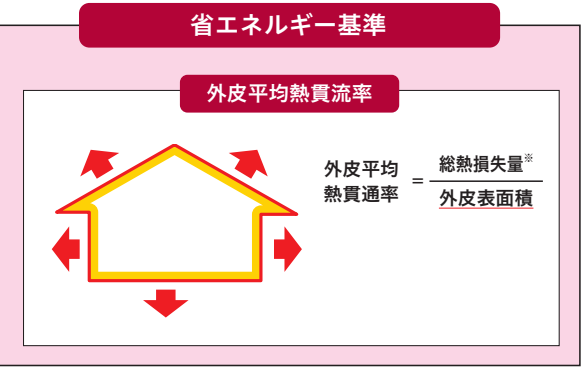 省エネルギー基準
外皮平均熱貫流率
外皮平均
熱貫通率
=
総熱損失量※
外皮表面積